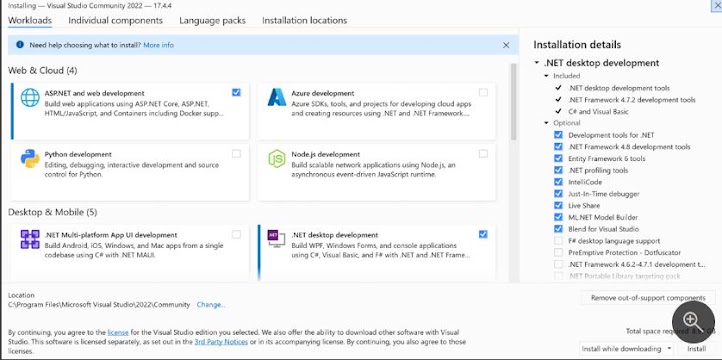 Installing — Visual Studio Community 2022 — 17.4.4
Workloads
Individual components
Language packs
Installation locations
Need help choosing what to install? More info
Web & Cloud (4)
ASP.NET and web development
Build web applications using ASP.NET Core, ASP.NET,
HTML/JavaScript, and Containers including Docker supp...
Azure development
Azure SDKs, tools, and projects for developing cloud apps
and creating resources using .NET and .NET Framework....
Python development
Editing, debugging, interactive development and source
control for Python.
Node.js development
Build scalable network applications using Node.js, an
asynchronous event-driven JavaScript runtime.
Desktop & Mobile (5)
.NET Multi-platform App UI development
Build Android, iOS, Windows, and Mac apps from a single
codebase using C# with .NET MAUI.
.NET desktop development
Build WPF, Windows Forms, and console applications
using C#, Visual Basic, and F# with .NET and .NET Frame...
Location
C:\Program Files\Microsoft Visual Studio\2022\Community
Change...
By continuing, you agree to the license for the Visual Studio edition you selected. We also offer the ability to download other software with Visual
Studio. This software is licensed separately, as set out in the 3rd Party Notices or in its accompanying license. By continuing, you also agree to those
licenses.
Installation details
.NET desktop development
Included
.NET desktop development tools
.NET Framework 4.7.2 development tools
C# and Visual Basic
Optional
Development tools for .NET
.NET Framework 4.8 development tools
Entity Framework 6 tools
.NET profiling tools
IntelliCode
Just-In-Time debugger
Live Share
ML.NET Model Builder
Blend for Visual Studio
F# desktop language support
PreEmptive Protection - Dotfuscator
.NET Framework 4.6.2-4.7.1 development t...
.NET Portable Library targeting pack
Remove out-of-support components
Total space required
Install while downloading
Install